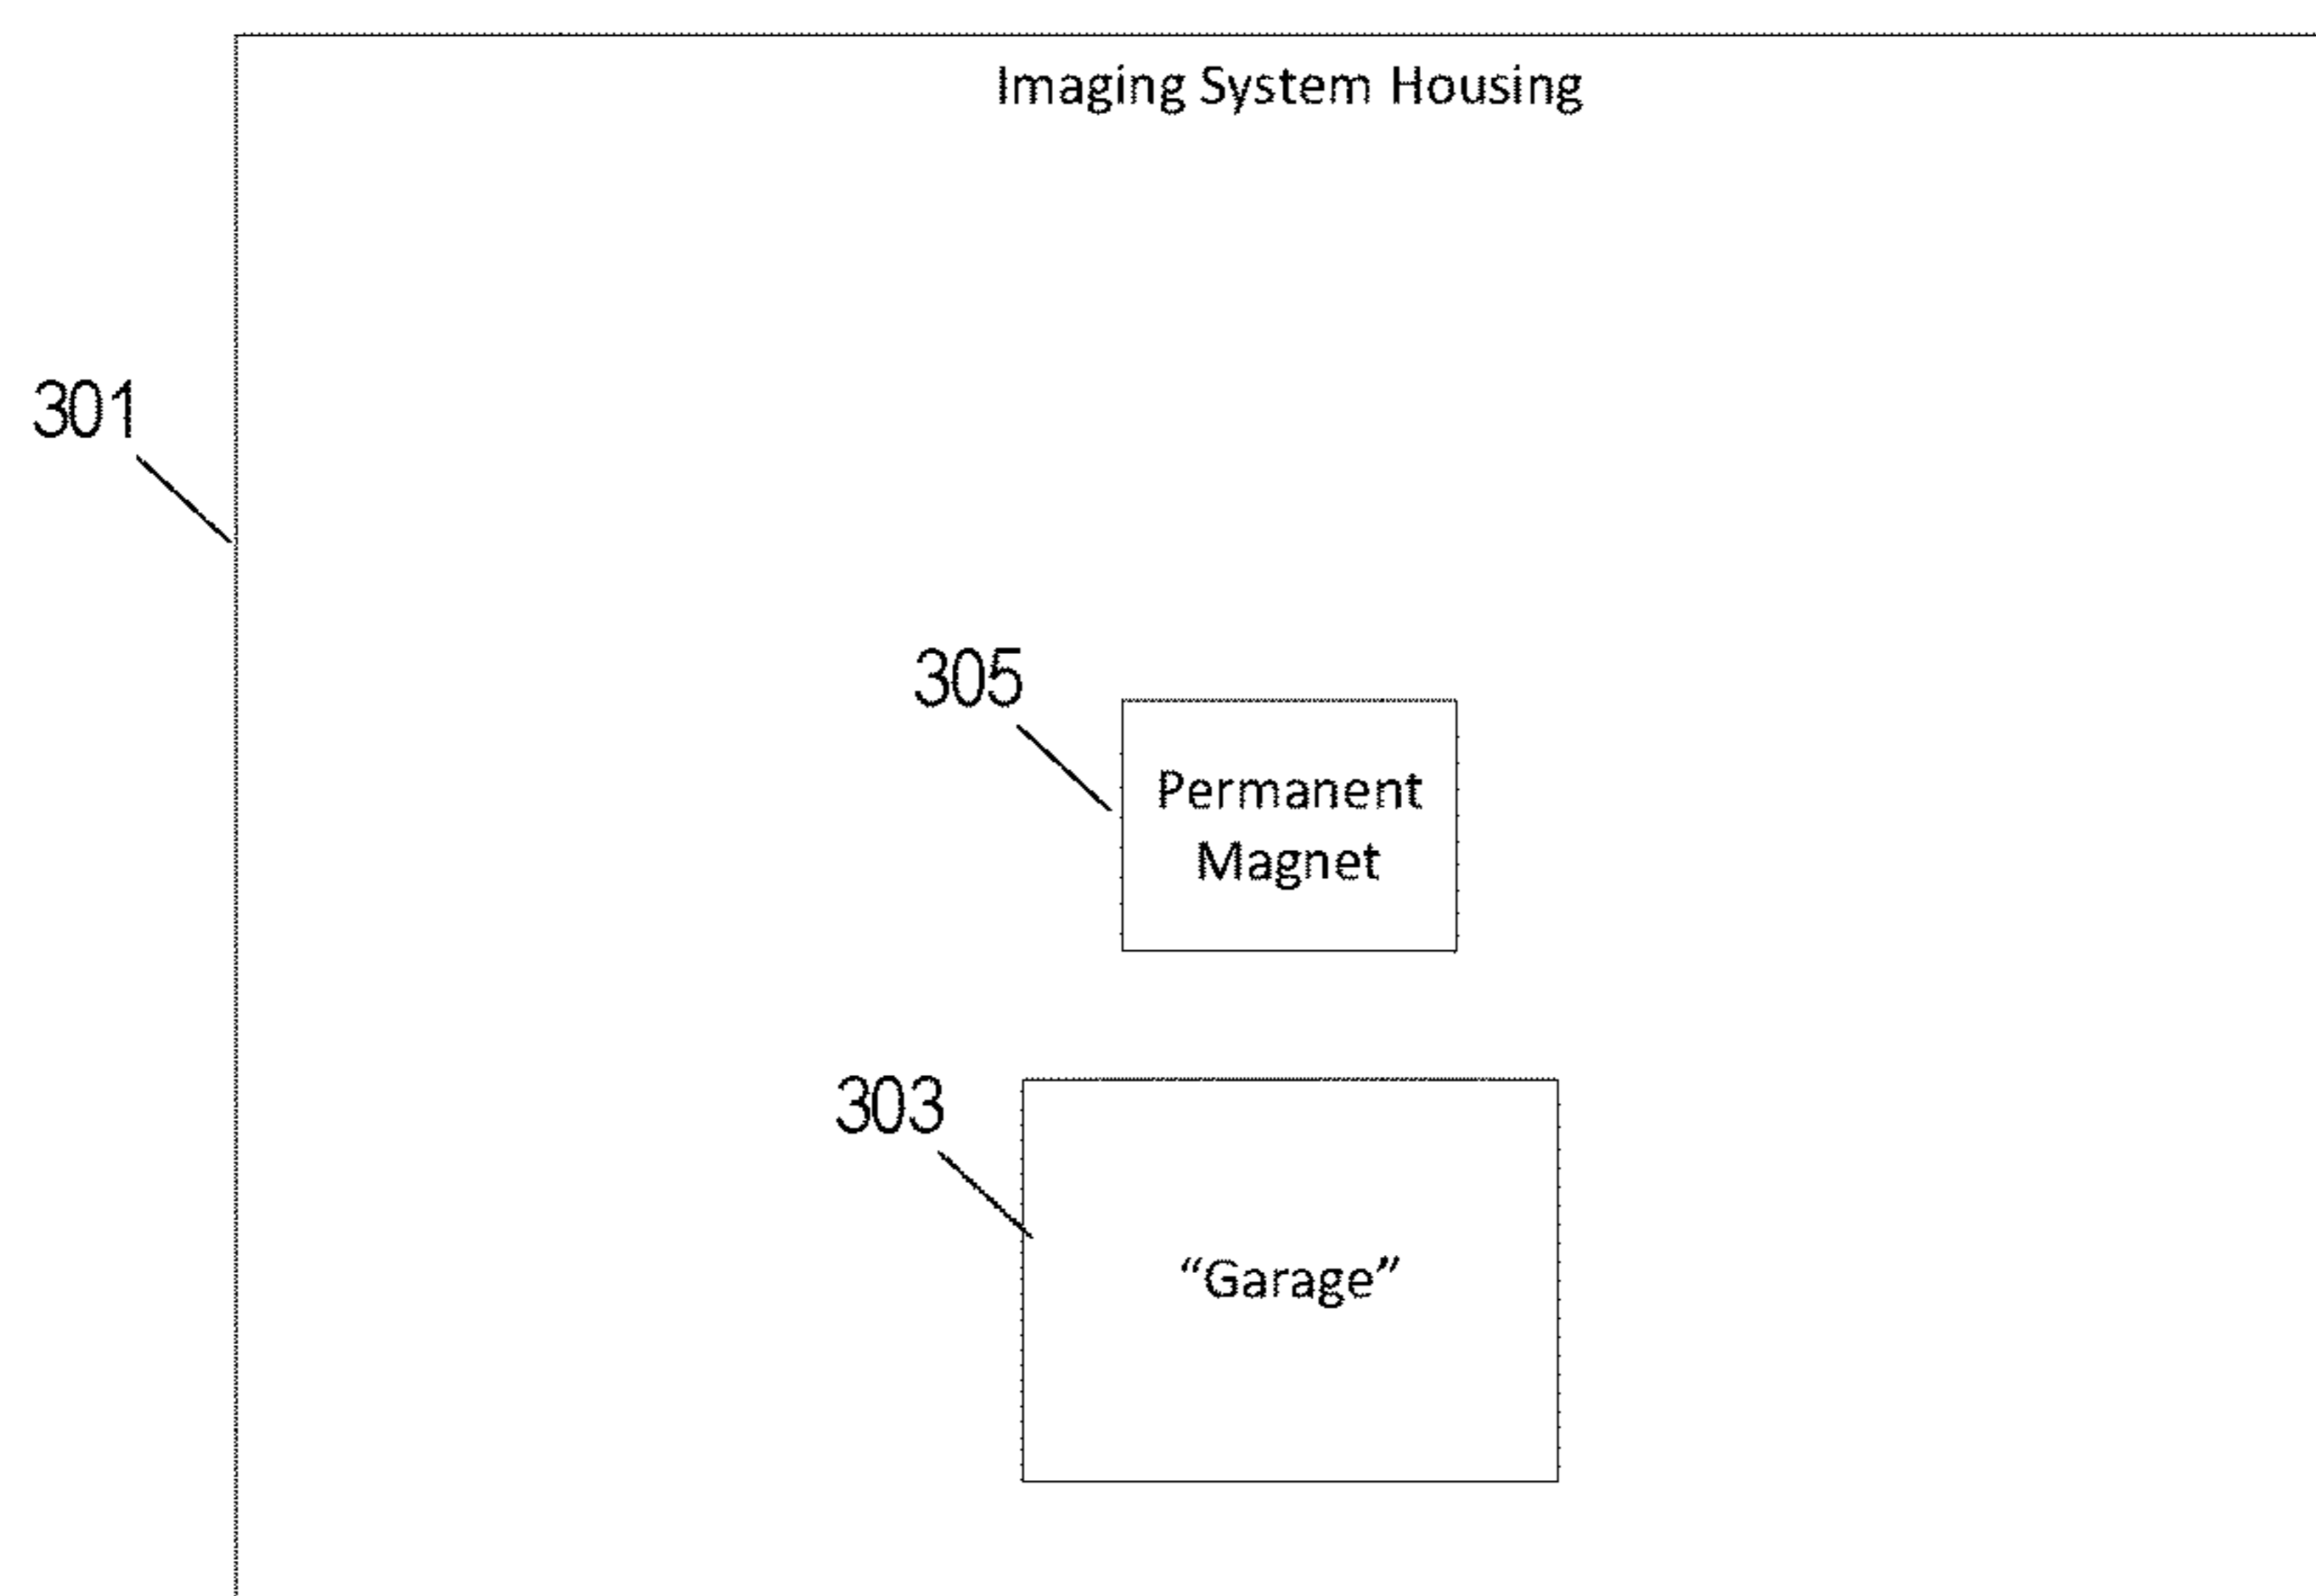 Imaging System Housing
301
305
Permanent
Magnet
303
“Garage”